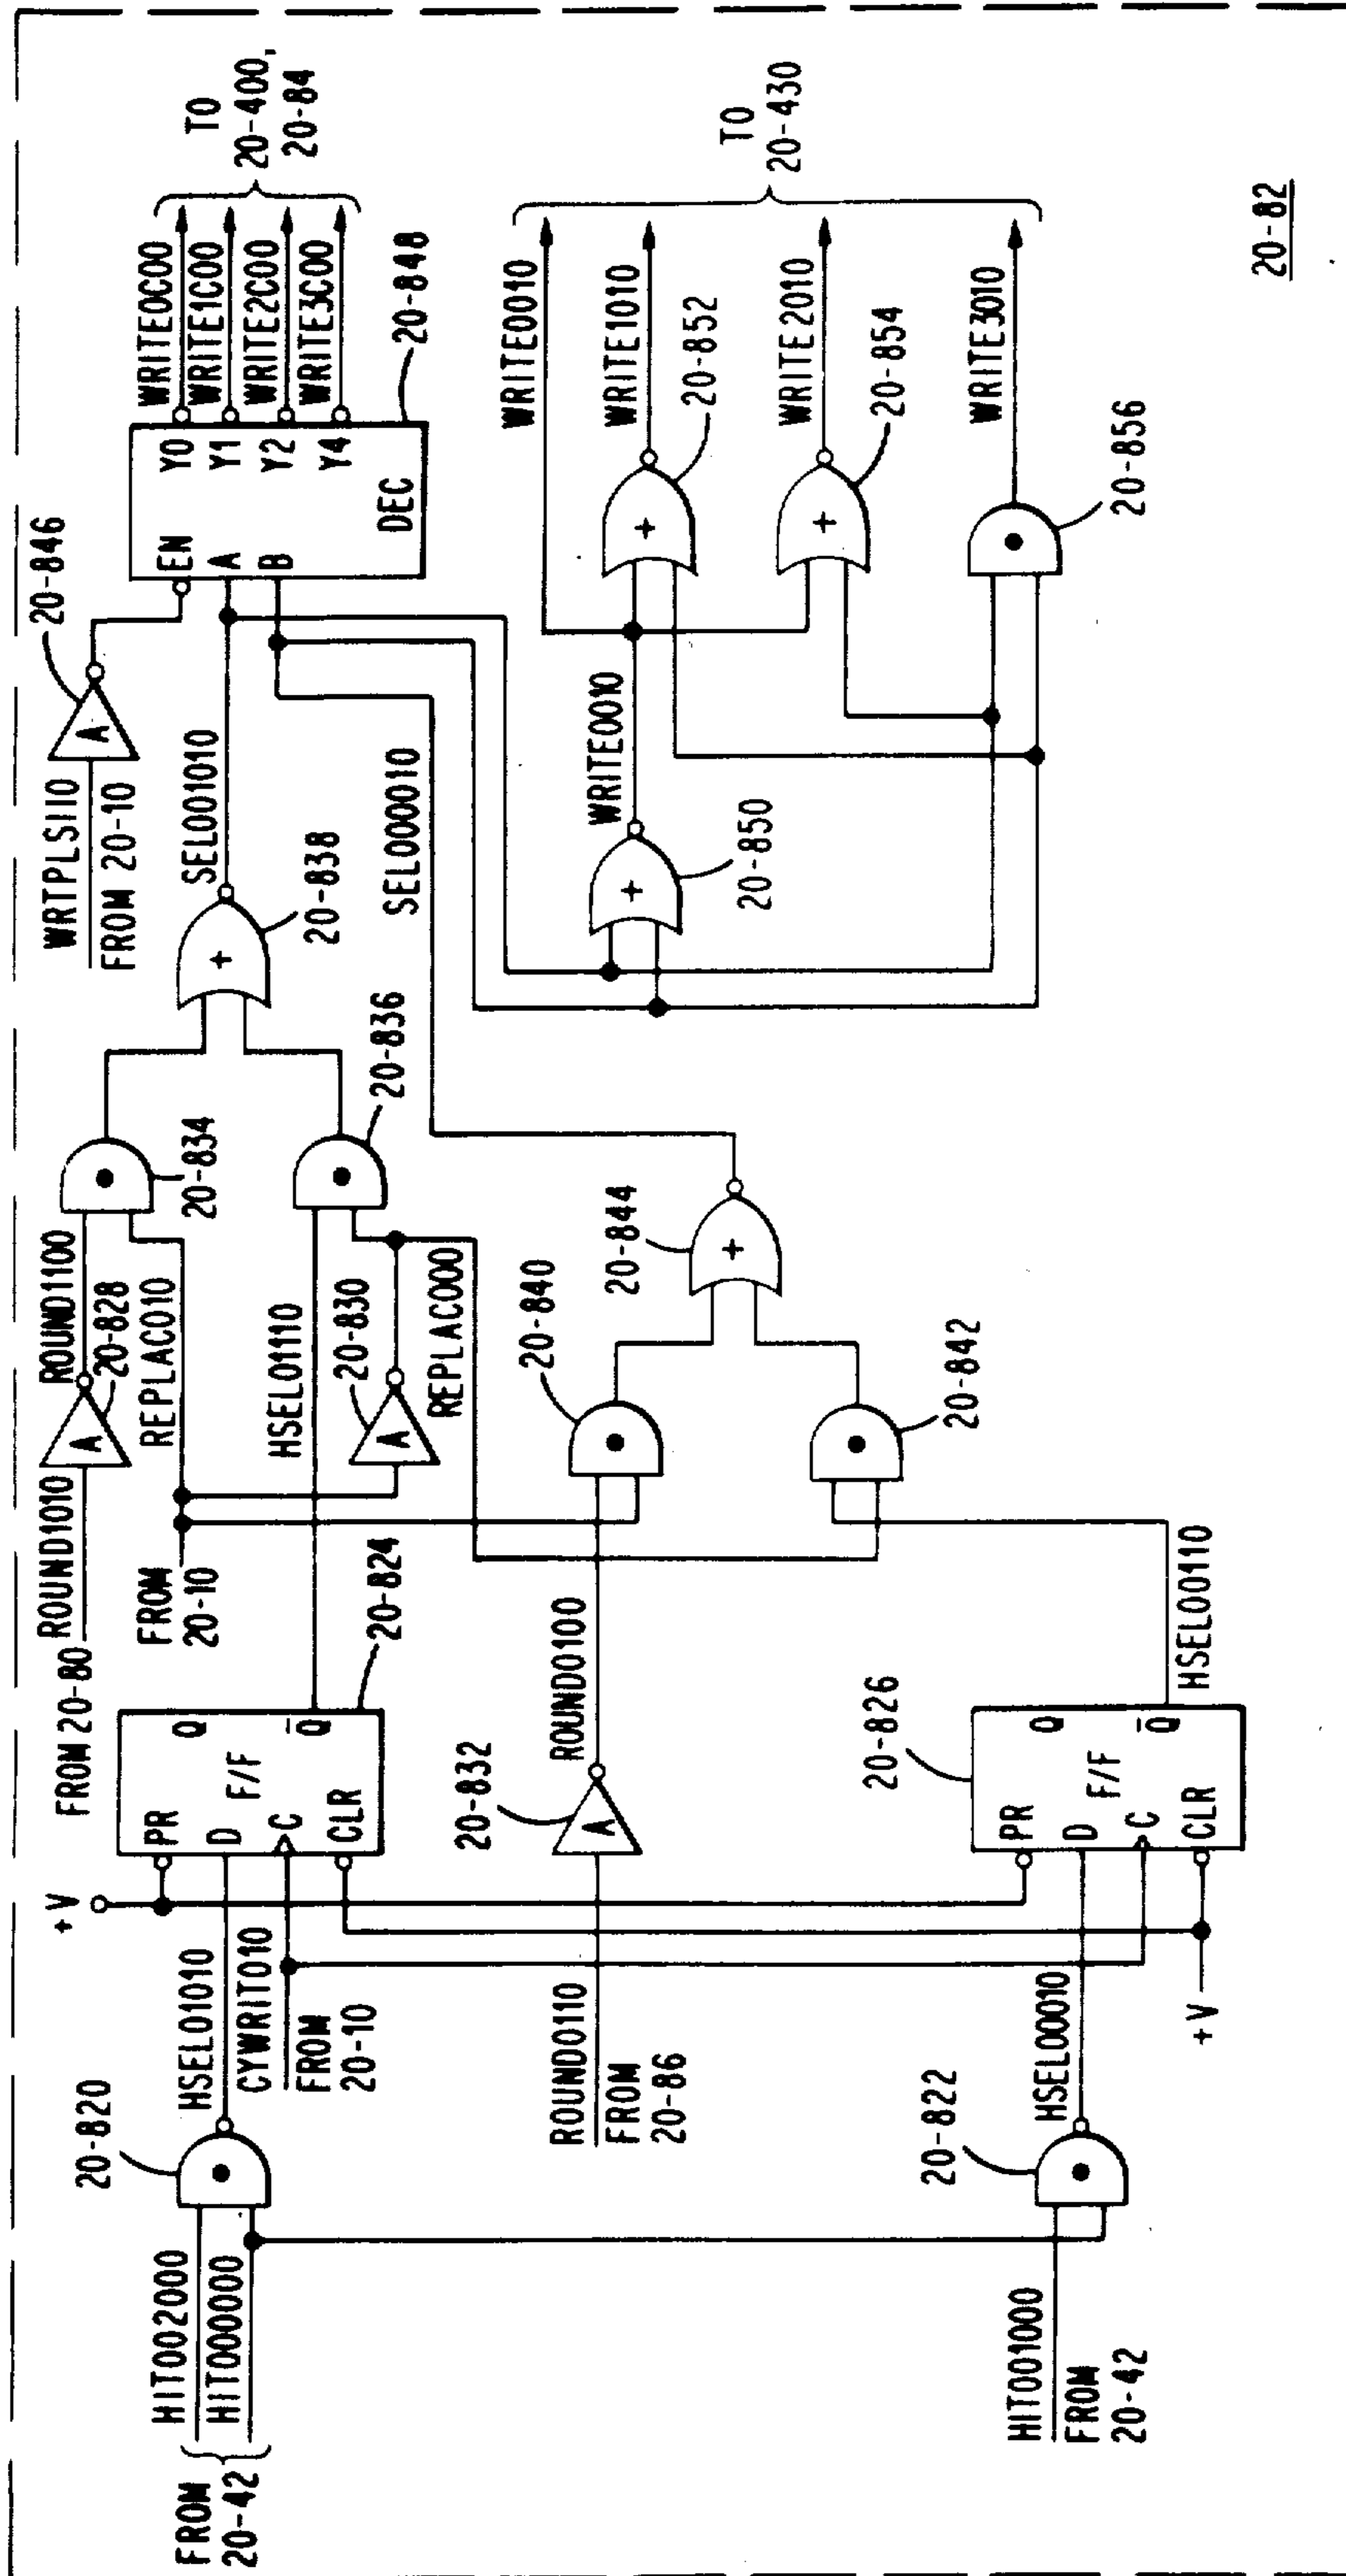 FROM
20-42
HIT002000
HIT000000
20-820
HSEL01010
CYWRIT010
FROM
20-10
+V
PR
D
C
CLR
F/F
Q
Q̅
20-824
FROM 20-80
ROUND1010
FROM
20-10
A
20-828
ROUND1100
REPLAC010
HSEL01110
A
20-830
REPLAC000
20-834
20-836
+
20-838
SEL001010
WRTPLS110
FROM 20-10
A
20-846
EN
A
B
Y0
Y1
Y2
Y4
DEC
20-848
WRITE0C00
WRITE1C00
WRITE2C00
WRITE3C00
TO
20-400,
20-84
ROUND0110
FROM
20-86
A
20-832
ROUND0100
20-840
20-842
+
20-844
SEL000010
HIT001000
FROM
20-42
20-822
HSEL00010
+V
PR
D
C
CLR
F/F
Q
Q̅
20-826
HSEL00110
+
20-850
WRITE0010
WRITE0010
+
WRITE1010
20-852
+
WRITE2010
20-854
WRITE3010
20-856
TO
20-430
20-82